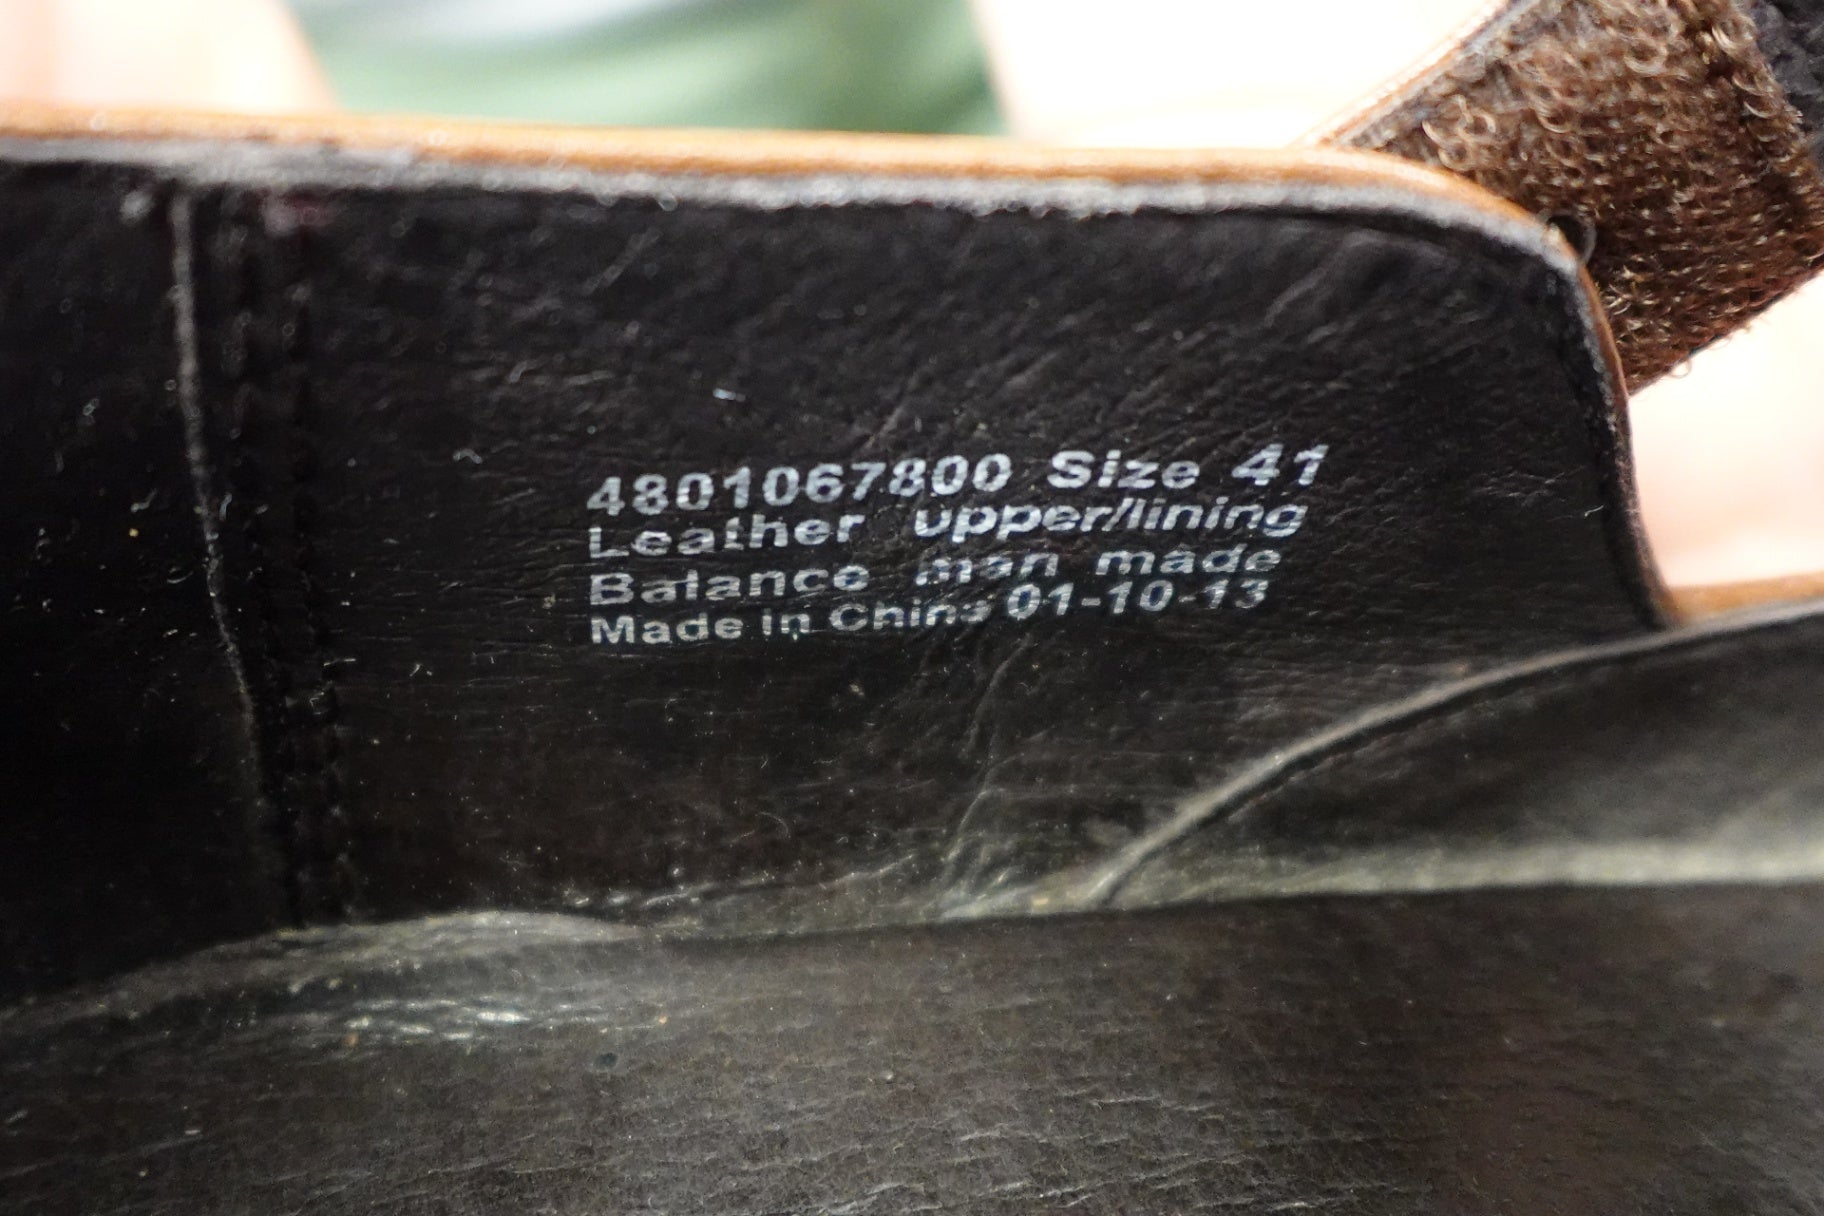 4801067800 Size 41
Leather upper/lining
Balance man made
Made in China 01-10-13